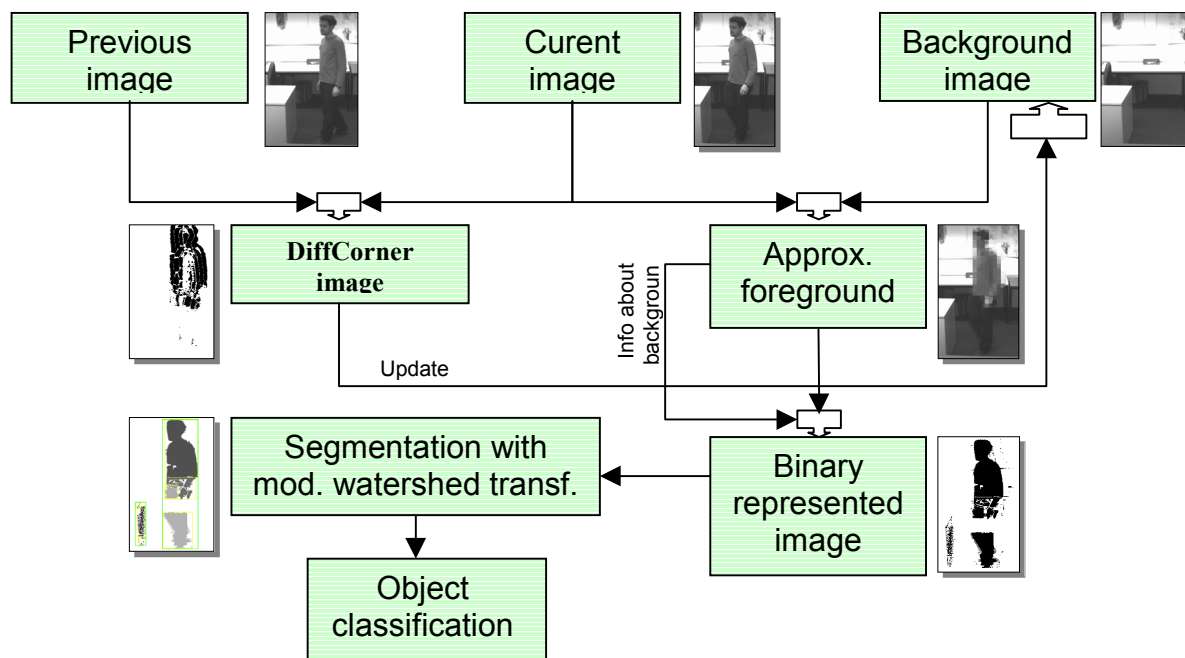 Previous
image
Curent
image
Background
image
DiffCorner
image
Approx.
foreground
Info about
backgroun
Update
Segmentation with
mod. watershed transf.
Binary
represented
image
Object
classification